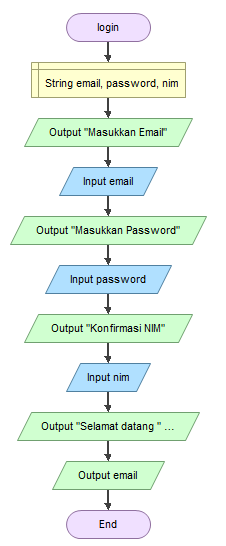 login
String email, password, nim
Output "Masukkan Email"
Input email
Output "Masukkan Password"
Input password
Output "Konfirmasi NIM"
Input nim
Output "Selamat datang " ...
Output email
End